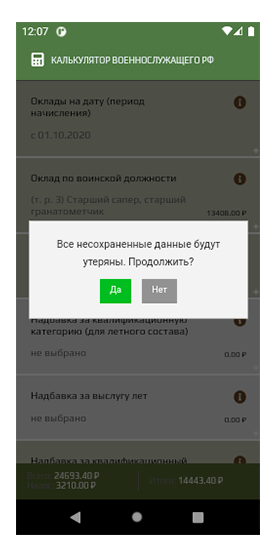 12:07
КАЛЬКУЛЯТОР ВОЕННОСЛУЖАЩЕГО РФ
Оклады на дату (период
начисления)
с 01.10.2020
Оклад по воинской должности
(т. р. 3) Старший сапер, старший
гранатометчик
13408.00 ₽
Все несохраненные данные будут
утеряны. Продолжить?
Да Нет
Надбавка за квалификационную
категорию (для летного состава)
не выбрано
0.00 ₽
Надбавка за выслугу лет
не выбрано
0.00 ₽
Надбавка за квалификационный
24693.40 ₽
3210.00 ₽
14443.40 ₽